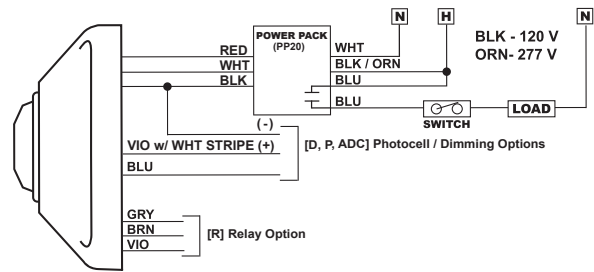 N H N
POWER PACK
(PP20)
BLK - 120 V
ORN- 277 V
RED
WHT
BLK
WHT
BLK / ORN
BLU
BLU
SWITCH
LOAD
(-)
VIO w/ WHT STRIPE (+)
BLU
[D, P, ADC] Photocell / Dimming Options
GRY
BRN
VIO
[R] Relay Option